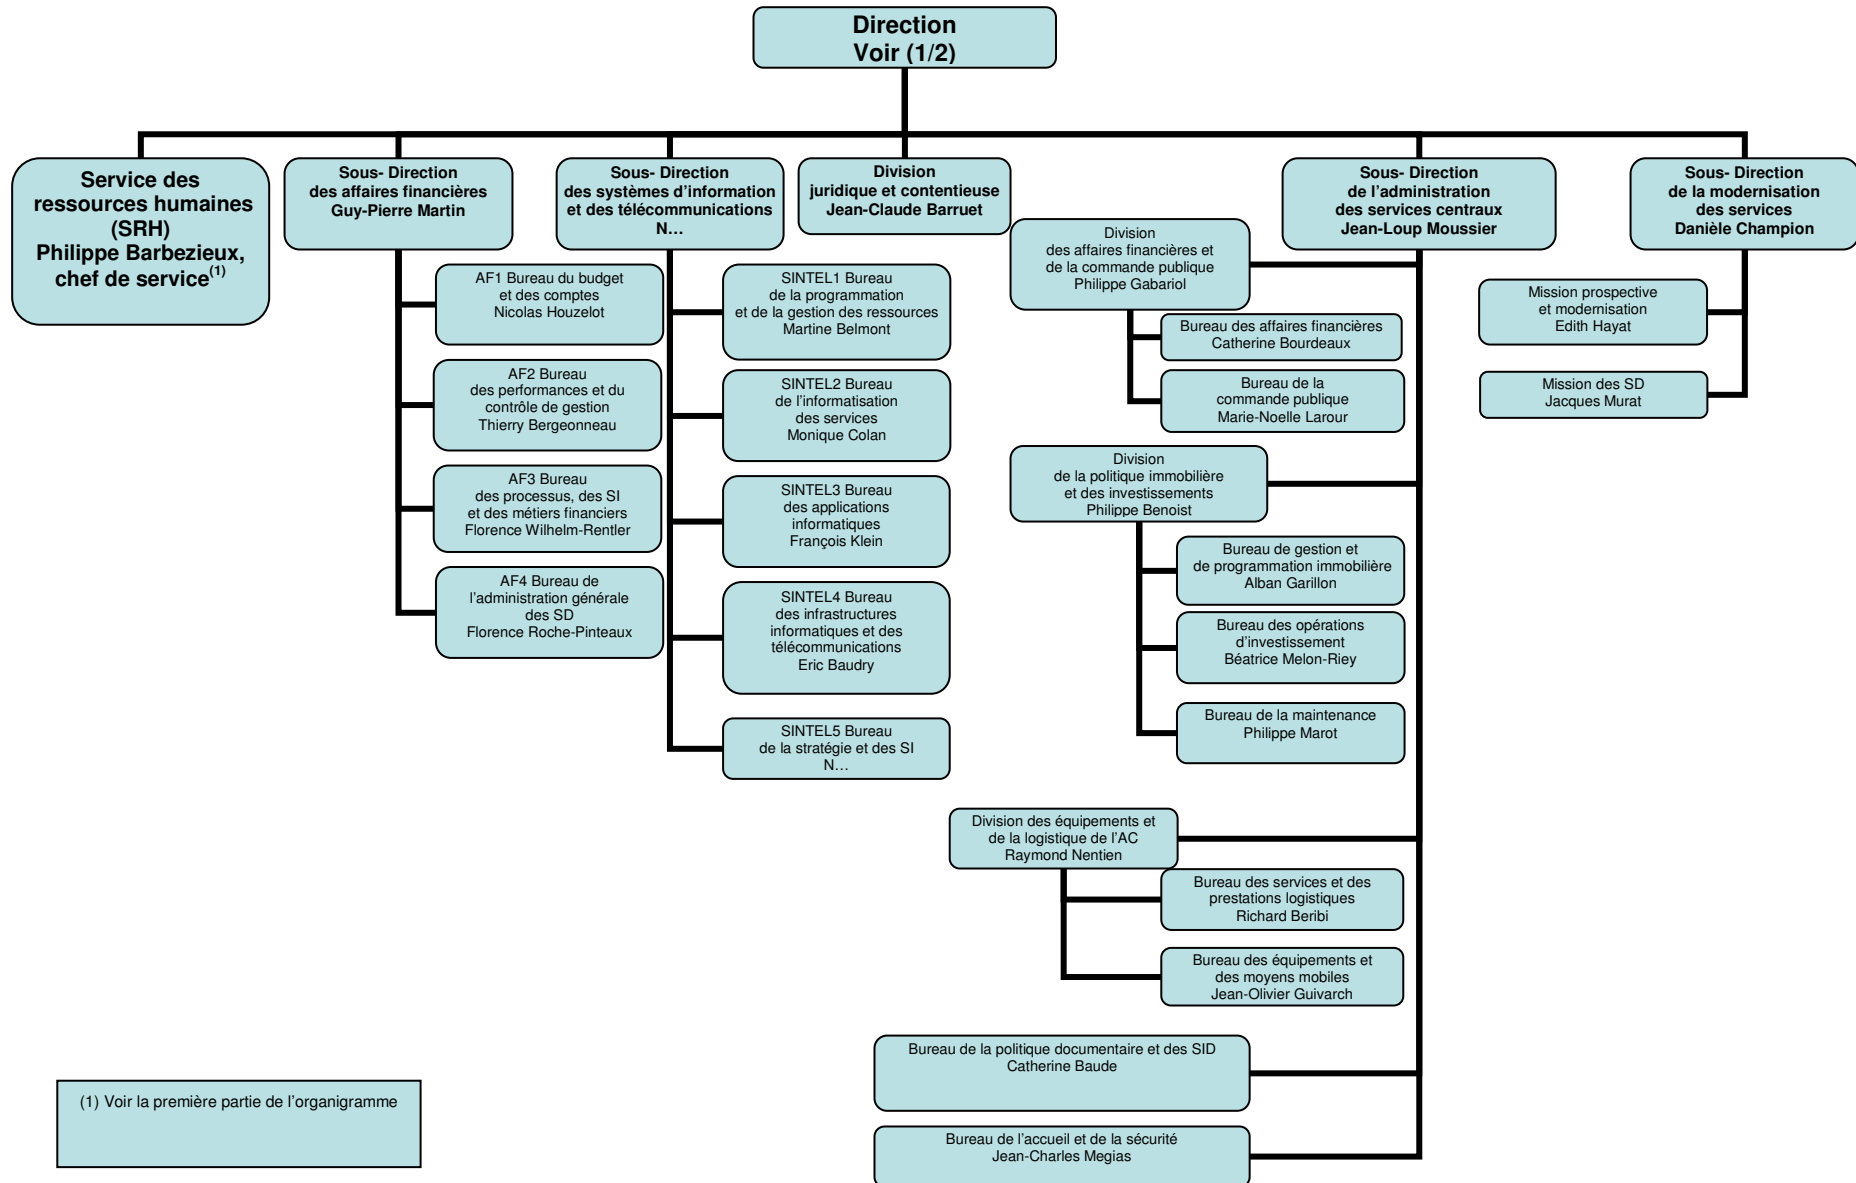 Direction
Voir (1/2)
Service des
ressources humaines
(SRH)
Philippe Barbezieux,
chef de service(1)
Sous- Direction
des affaires financières
Guy-Pierre Martin
AF1 Bureau du budget
et des comptes
Nicolas Houzelot
AF2 Bureau
des performances et du
contrôle de gestion
Thierry Bergeonneau
AF3 Bureau
des processus, des SI
et des métiers financiers
Florence Wilhelm-Rentler
AF4 Bureau de
l’administration générale
des SD
Florence Roche-Pinteaux
Sous- Direction
des systèmes d’information
et des télécommunications
N…
SINTEL1 Bureau
de la programmation
et de la gestion des ressources
Martine Belmont
SINTEL2 Bureau
de l’informatisation
des services
Monique Colan
SINTEL3 Bureau
des applications
informatiques
François Klein
SINTEL4 Bureau
des infrastructures
informatiques et des
télécommunications
Eric Baudry
SINTEL5 Bureau
de la stratégie et des SI
N…
Division
juridique et contentieuse
Jean-Claude Barruet
Sous- Direction
de l’administration
des services centraux
Jean-Loup Moussier
Division
des affaires financières et
de la commande publique
Philippe Gabariol
Bureau des affaires financières
Catherine Bourdeaux
Bureau de la
commande publique
Marie-Noelle Larour
Division
de la politique immobilière
et des investissements
Philippe Benoist
Bureau de gestion et
de programmation immobilière
Alban Garillon
Bureau des opérations
d’investissement
Béatrice Melon-Riey
Bureau de la maintenance
Philippe Marot
Division des équipements et
de la logistique de l’AC
Raymond Nentien
Bureau des services et des
prestations logistiques
Richard Beribi
Bureau des équipements et
des moyens mobiles
Jean-Olivier Guivarch
Bureau de la politique documentaire et des SID
Catherine Baude
Bureau de l’accueil et de la sécurité
Jean-Charles Megias
Sous- Direction
de la modernisation
des services
Danièle Champion
Mission prospective
et modernisation
Edith Hayat
Mission des SD
Jacques Murat
(1) Voir la première partie de l’organigramme